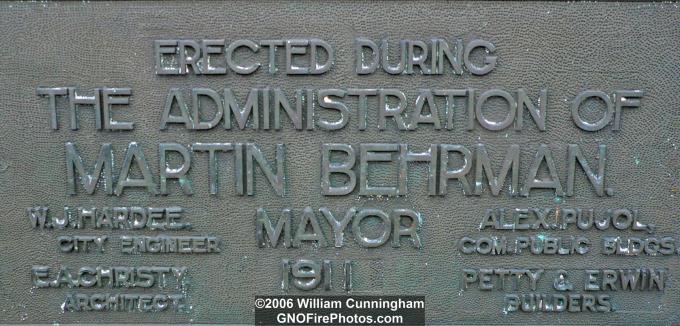 ERECTED DURING
THE ADMINISTRATION OF
MARTIN BEHRMAN.
W.J. HARDEE.
CITY ENGINEER
MAYOR
ALEX. PUJOL,
COM. PUBLIC BLDGS.
E.A. CHRISTY
ARCHITECT.
1911
PETTY & ERWIN
BUILDERS.
©2006 William Cunningham
GNOFirePhotos.com